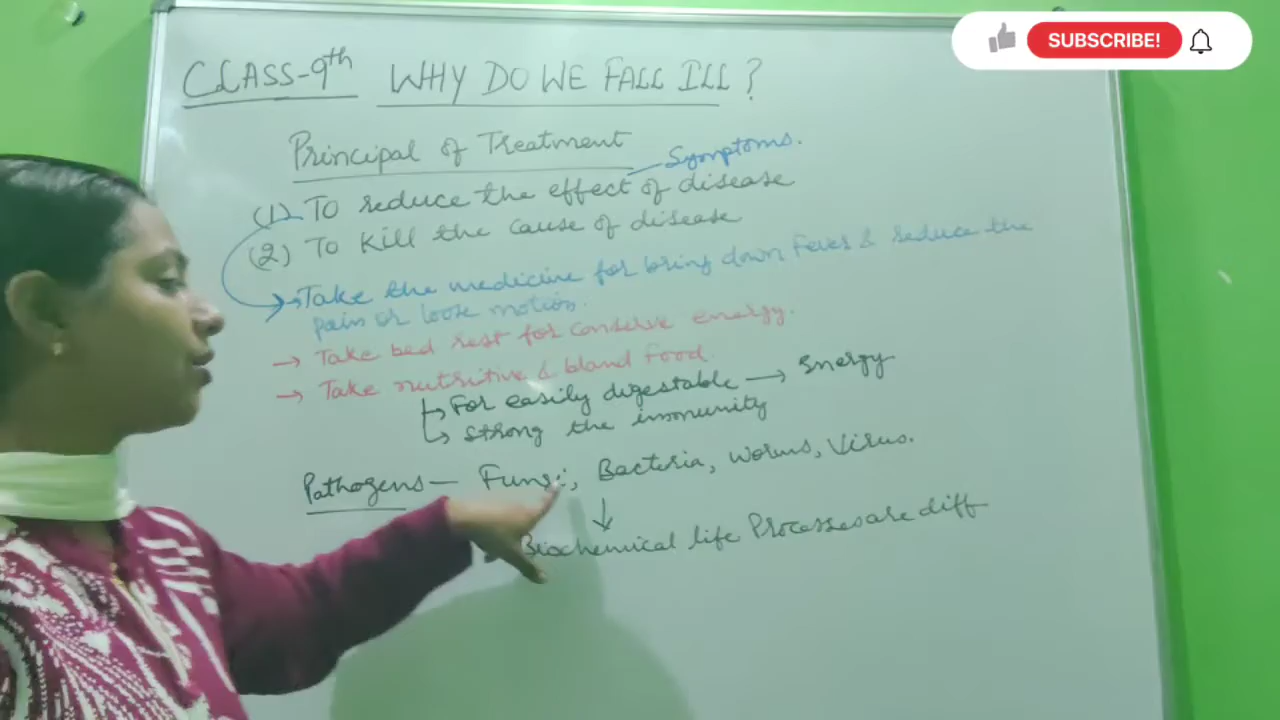 SUBSCRIBE!
CLASS-9th WHY DO WE FALL ILL?
Principal of Treatment
Symptoms.
(1) To reduce the effect of disease
(2) To kill the cause of disease
→ Take the medicine for bring down fever & reduce the
pain or loose motion.
→ Take bed rest for conserve energy.
→ Take nutritive & bland food.
→ For easily digestable → Energy
→ Strong the immunity
Pathogens — Fungi, Bacteria, Worms, Virus.
↓
Biochemical life Processes are diff